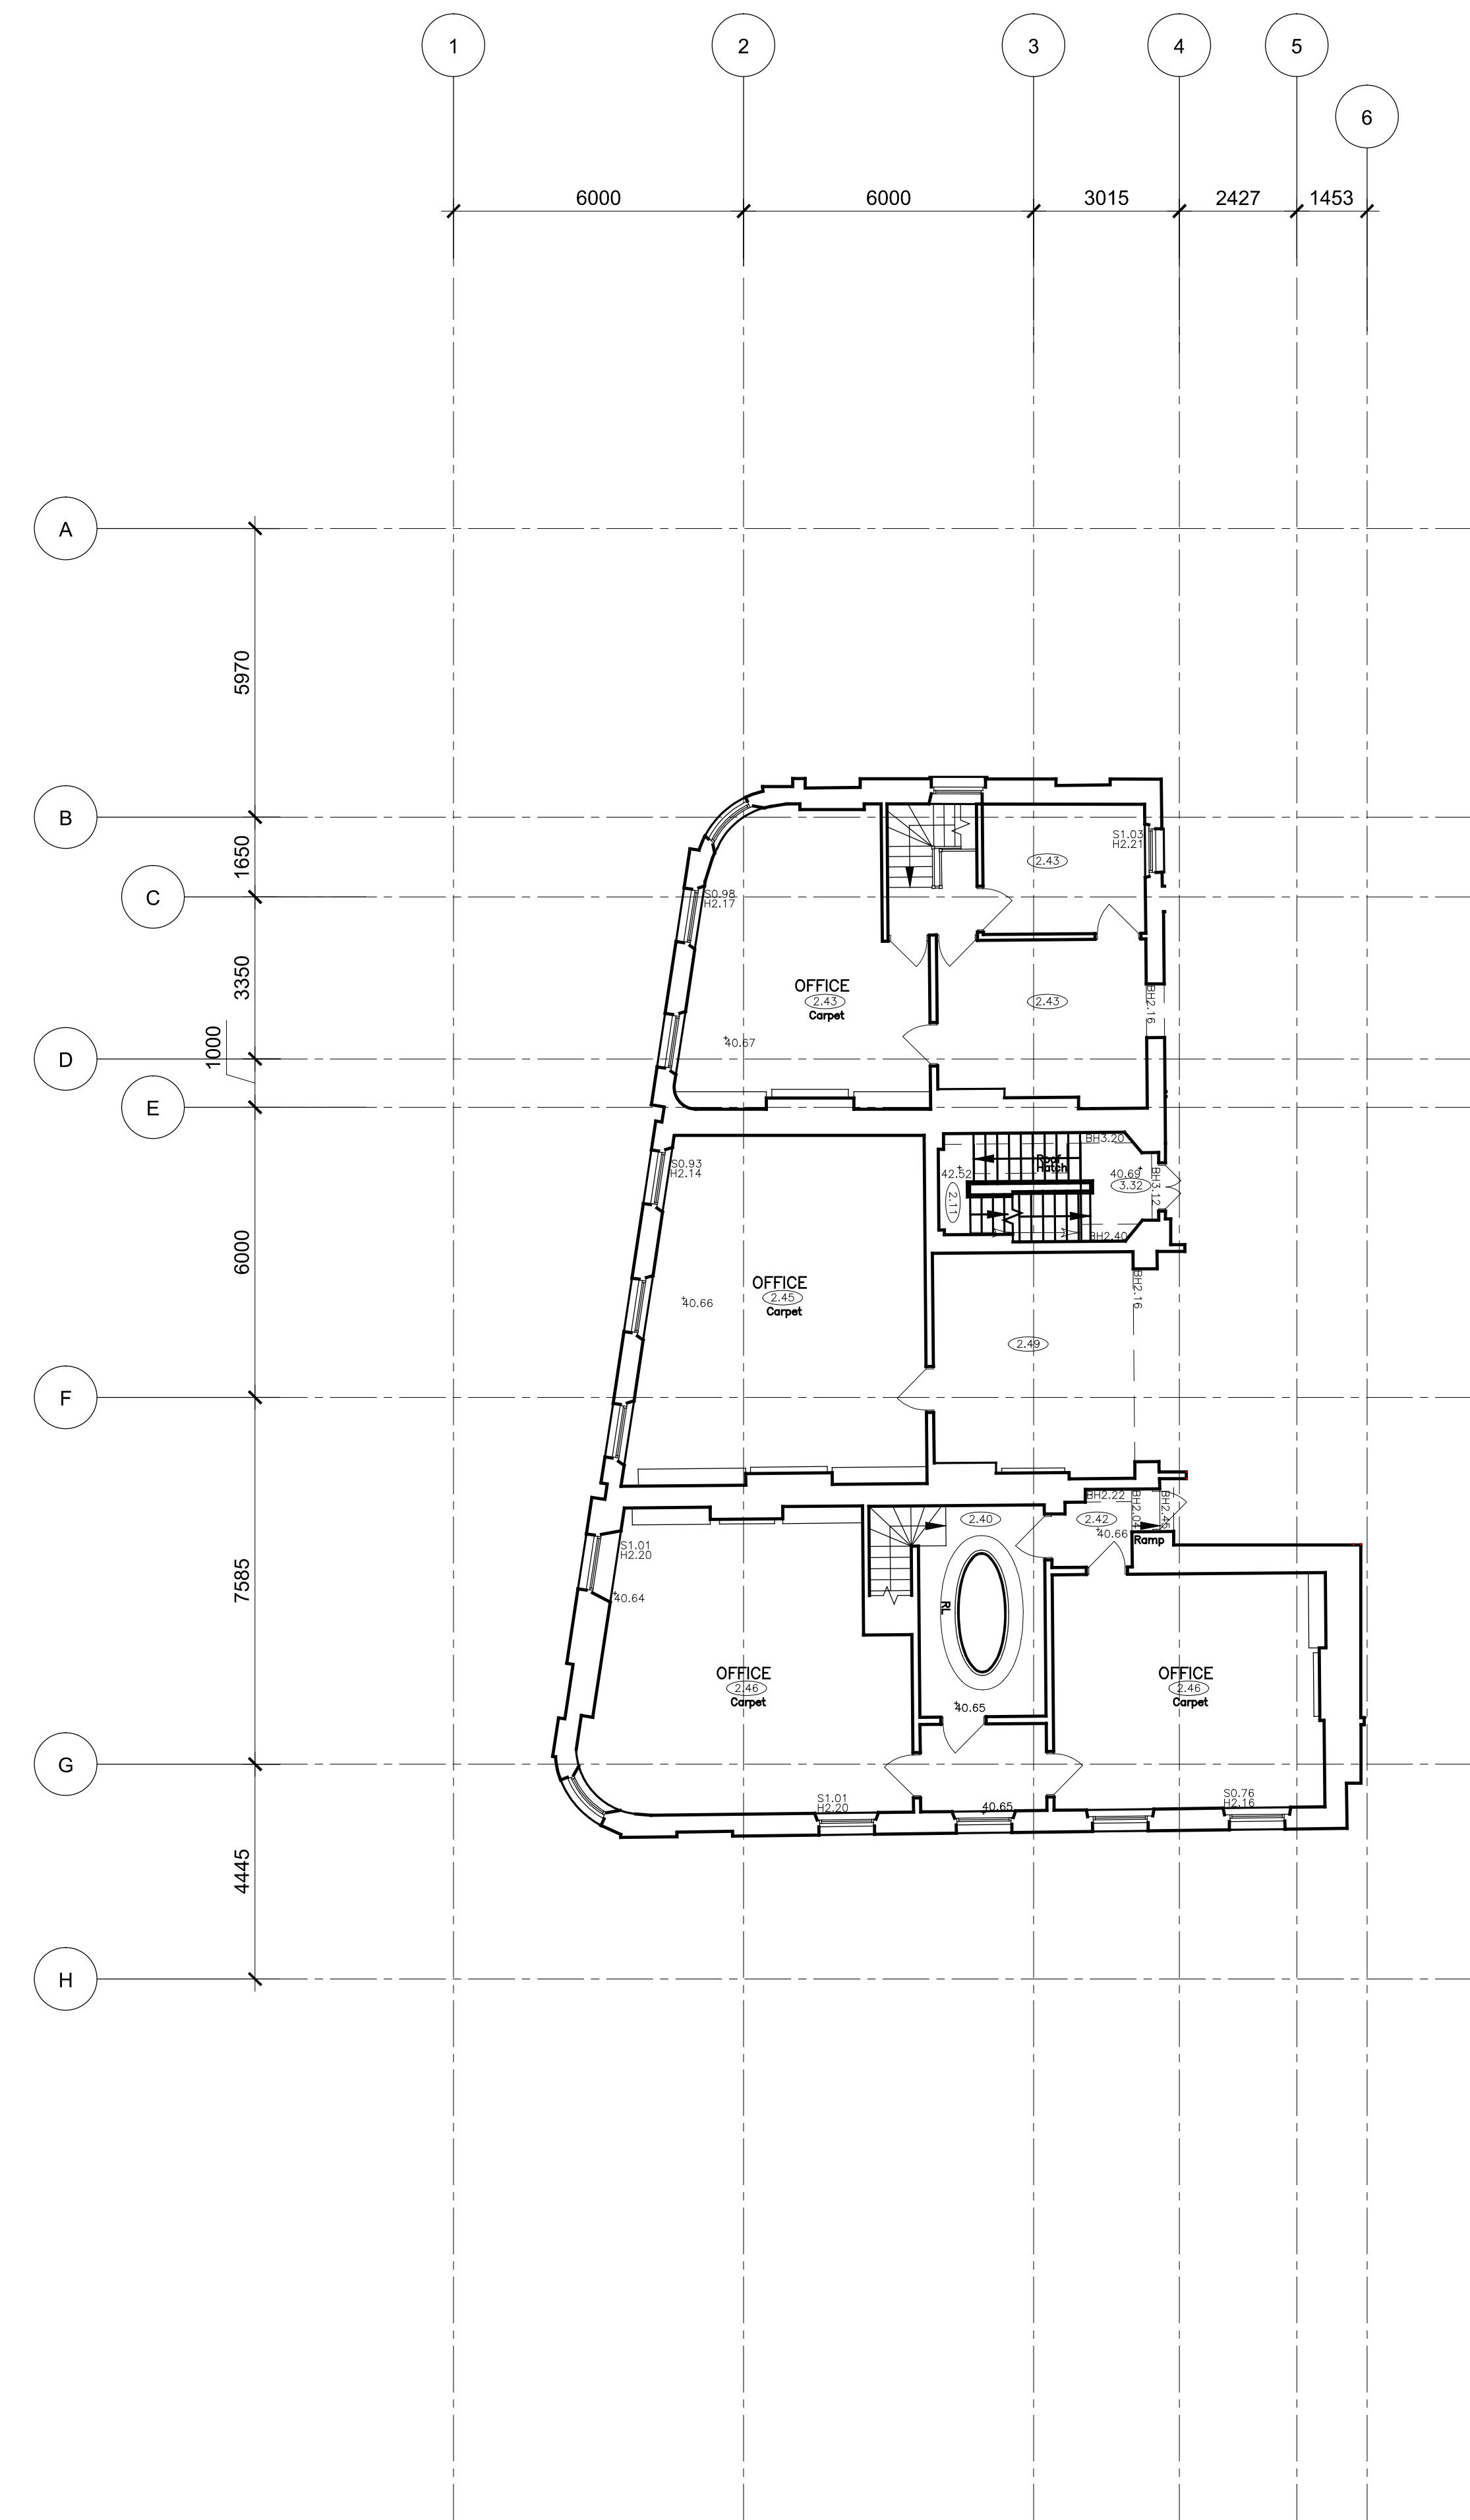 1
2
3
4
5
6
6000
6000
3015
2427
1453
A
5970
B
1650
C
3350
1000
D
E
6000
F
7585
G
4445
H
S1.03
H2.21
2.43
S0.98
H2.17
OFFICE
2.43
Carpet
2.43
BH2.16
40.67
BH3.20
Roof
Hatch
S0.93
H2.14
42.52
40.69
3.32
BH3.12
2.11
BH2.40
OFFICE
2.45
Carpet
40.66
BH2.16
2.49
BH2.22
BH2.04
BH2.45
2.40
2.42
40.66
Ramp
S1.01
H2.20
40.64
RL
OFFICE
2.46
Carpet
OFFICE
2.46
Carpet
40.65
S1.01
H2.20
40.65
S0.76
H2.16